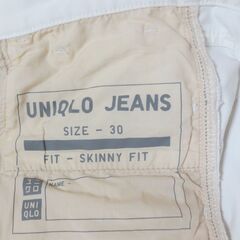 UNIQLO JEANS
SIZE - 30
FIT - SKINNY FIT
NAME -
UNI
QLO